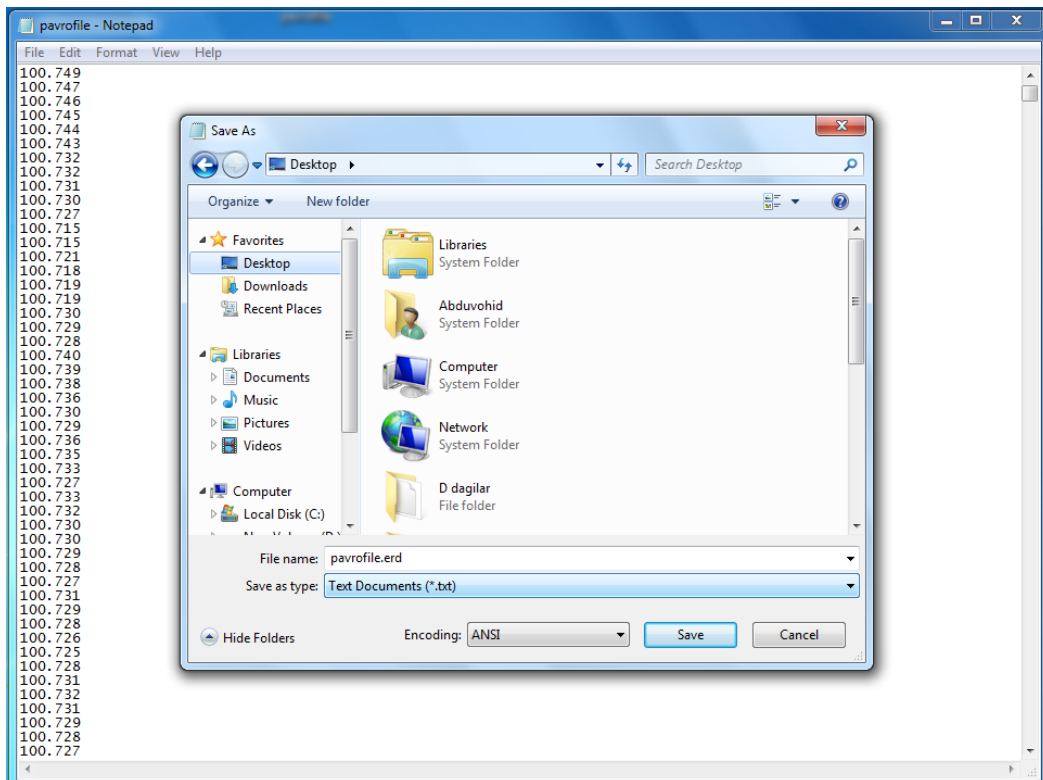 pavrofile - Notepad
File Edit Format View Help
100.749
100.747
100.746
100.745
100.744
100.743
100.732
100.732
100.731
100.730
100.727
100.715
100.715
100.721
100.718
100.719
100.719
100.730
100.729
100.728
100.740
100.739
100.738
100.736
100.730
100.729
100.736
100.735
100.733
100.727
100.733
100.732
100.730
100.730
100.729
100.728
100.727
100.731
100.729
100.728
100.726
100.725
100.728
100.731
100.732
100.731
100.729
100.728
100.727
Save As
Desktop
Search Desktop
Organize New folder
Favorites
Desktop
Downloads
Recent Places
Libraries
Documents
Music
Pictures
Videos
Computer
Local Disk (C:)
Libraries
System Folder
Abduvohid
System Folder
Computer
System Folder
Network
System Folder
D dagilar
File folder
File name: pavrofile.erd
Save as type: Text Documents (*.txt)
Hide Folders Encoding: ANSI Save Cancel